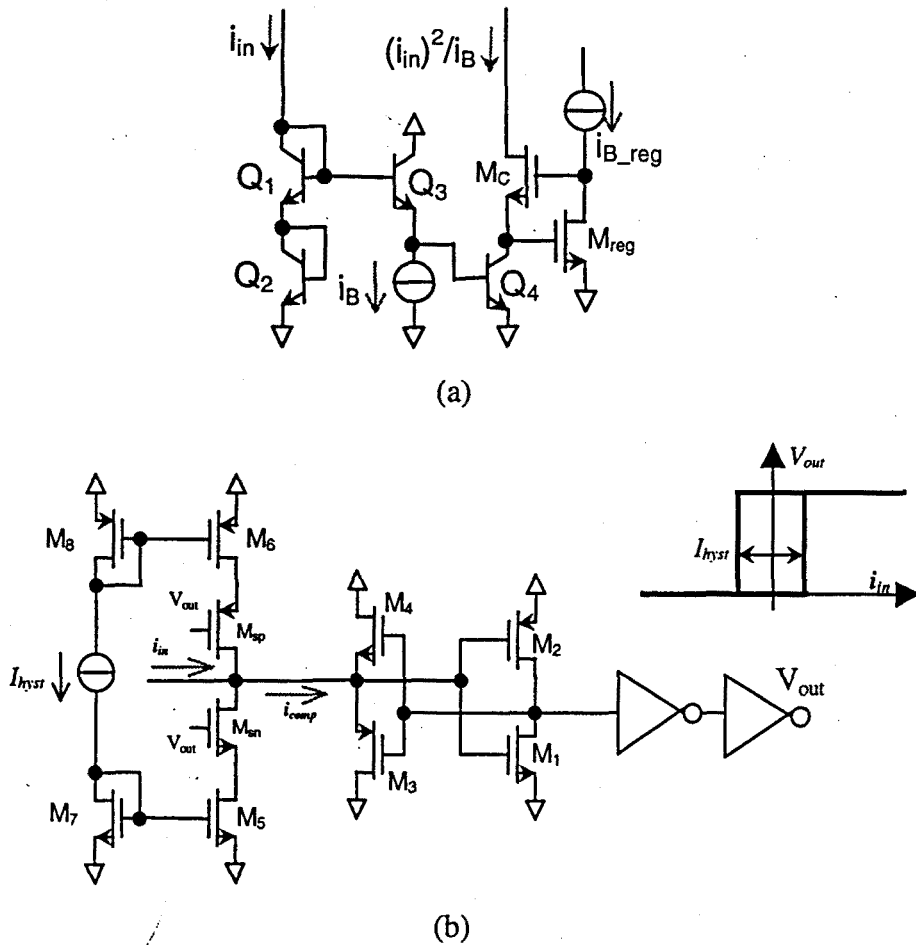 i_in
(i_in)^2/i_B
i_B_reg
Q_1
Q_3
M_C
M_reg
Q_2
i_B
Q_4
(a)
V_out
M_8
M_6
I_hyst
i_in
V_out
M_sp
M_4
M_2
i_in
I_hyst
i_comp
V_out
V_out
M_sn
M_3
M_1
M_7
M_5
(b)